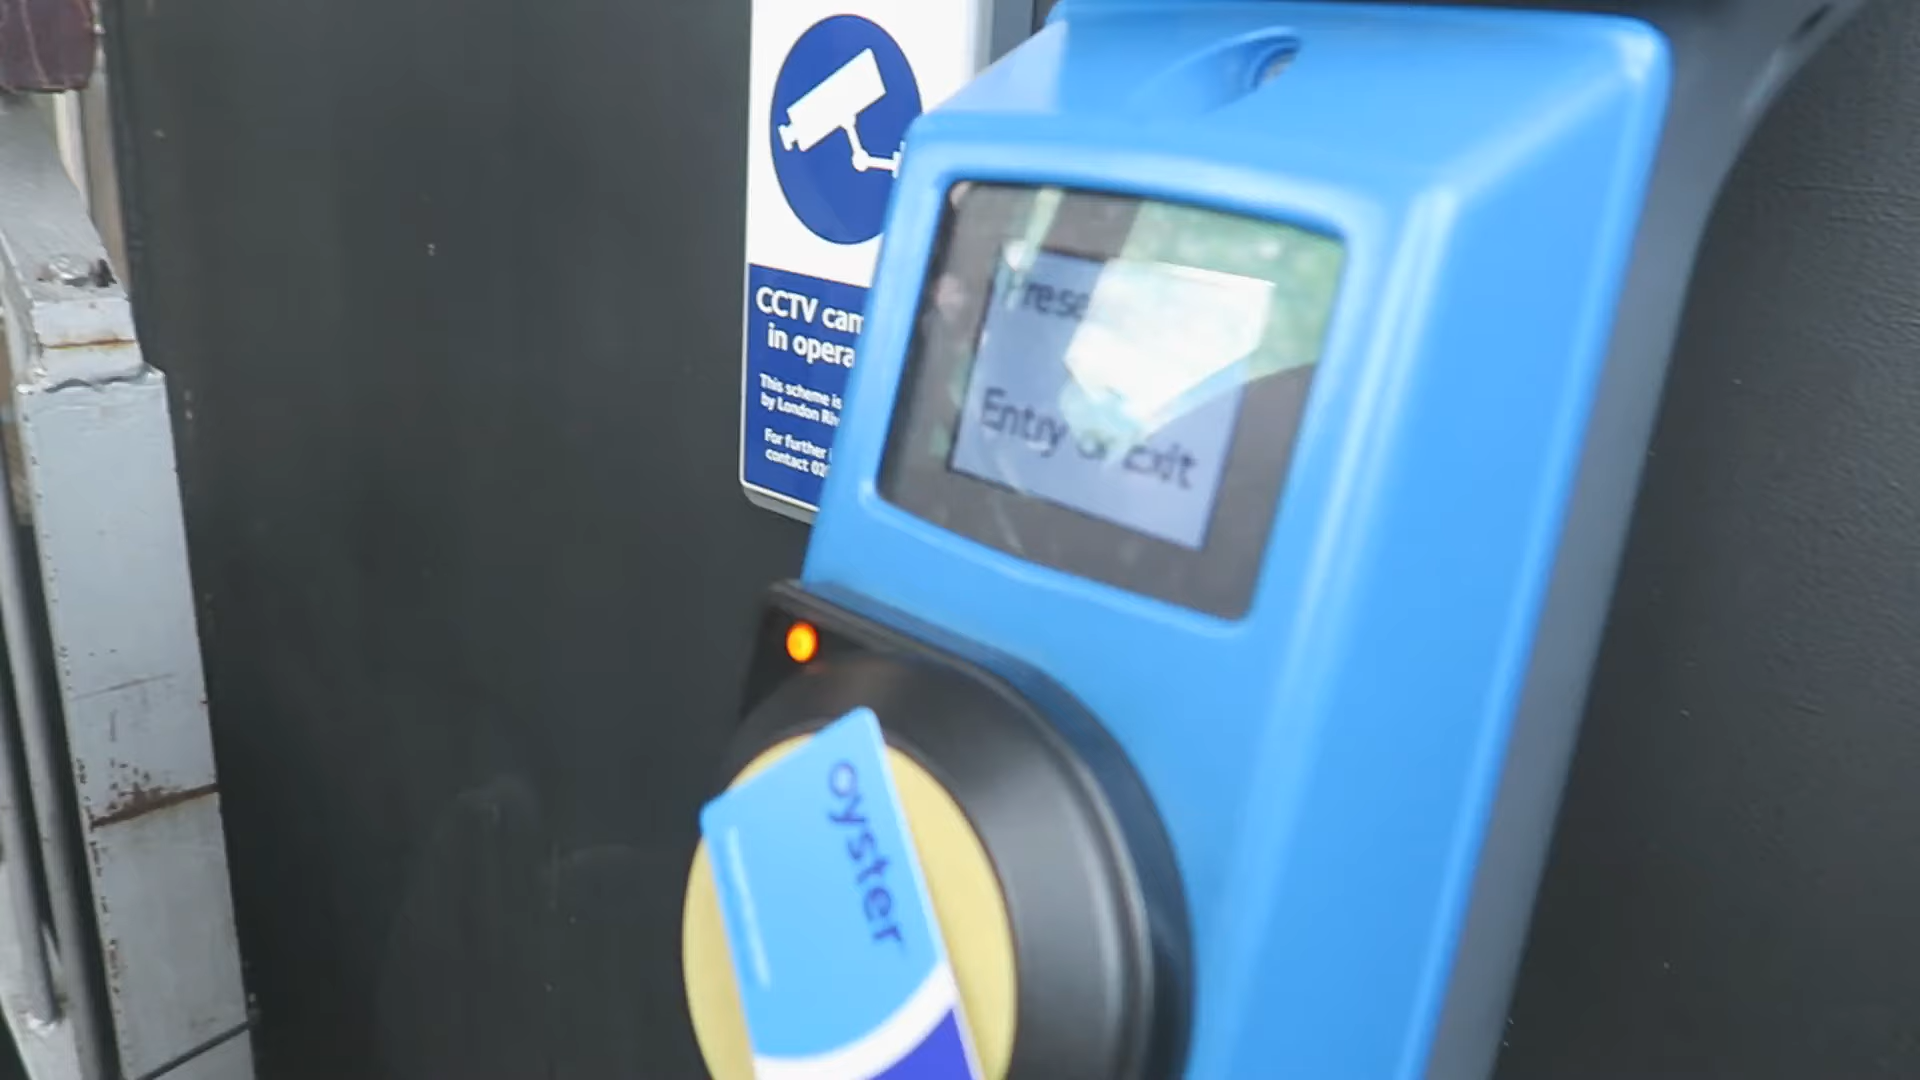 CCTV cam
in opera
This scheme is
by London Riv
For further
contact 02
Prese
Entry or Exit
oyster